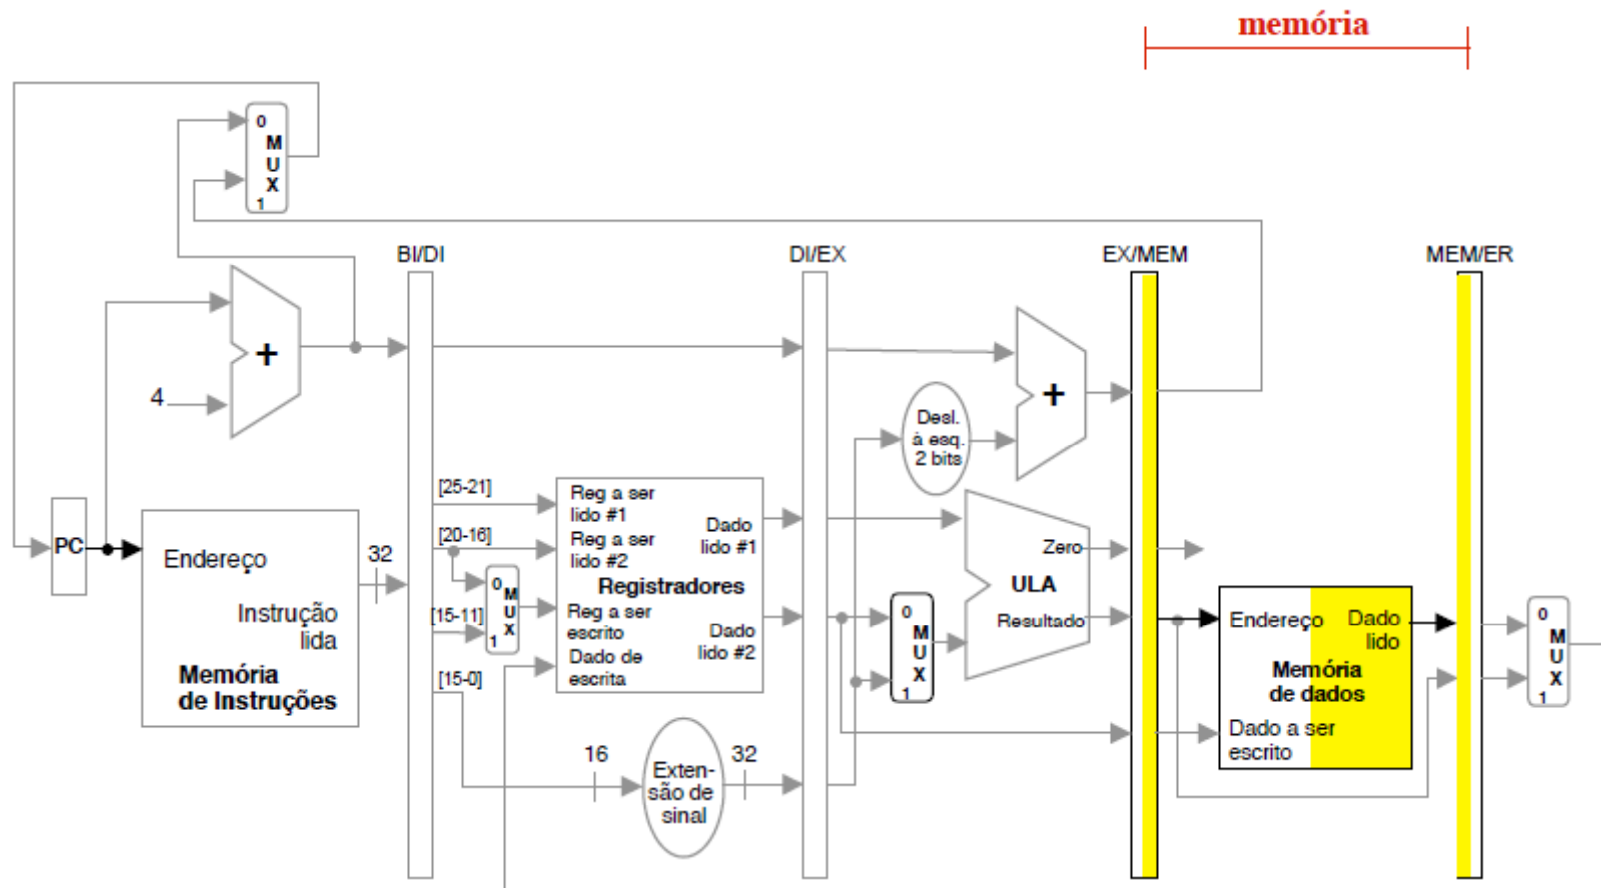 memória
0
M
U
X
1
BI/DI
DI/EX
EX/MEM
MEM/ER
+
4
+
Desl.
à esq.
2 bits
PC
Endereço
Instrução
lida
Memória
de Instruções
32
[25-21]
[20-16]
[15-11]
[15-0]
0
M
U
X
1
Reg a ser
lido #1
Reg a ser
lido #2
Registradores
Reg a ser
escrito
Dado de
escrita
Dado
lido #1
Dado
lido #2
16
Exten-
são de
sinal
32
0
M
U
X
1
Zero
ULA
Resultado
Endereço
Dado
lido
Memória
de dados
Dado a ser
escrito
0
M
U
X
1